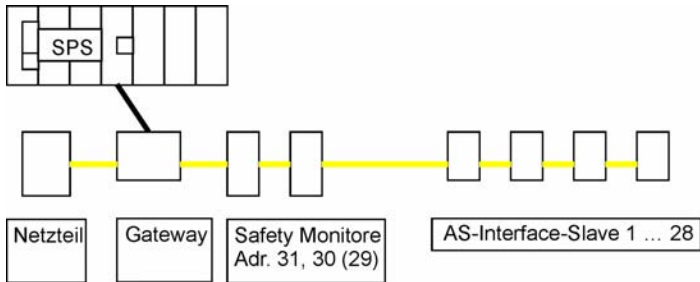 SPS
Netzteil
Gateway
Safety Monitore
Adr. 31, 30 (29)
AS-Interface-Slave 1 ... 28